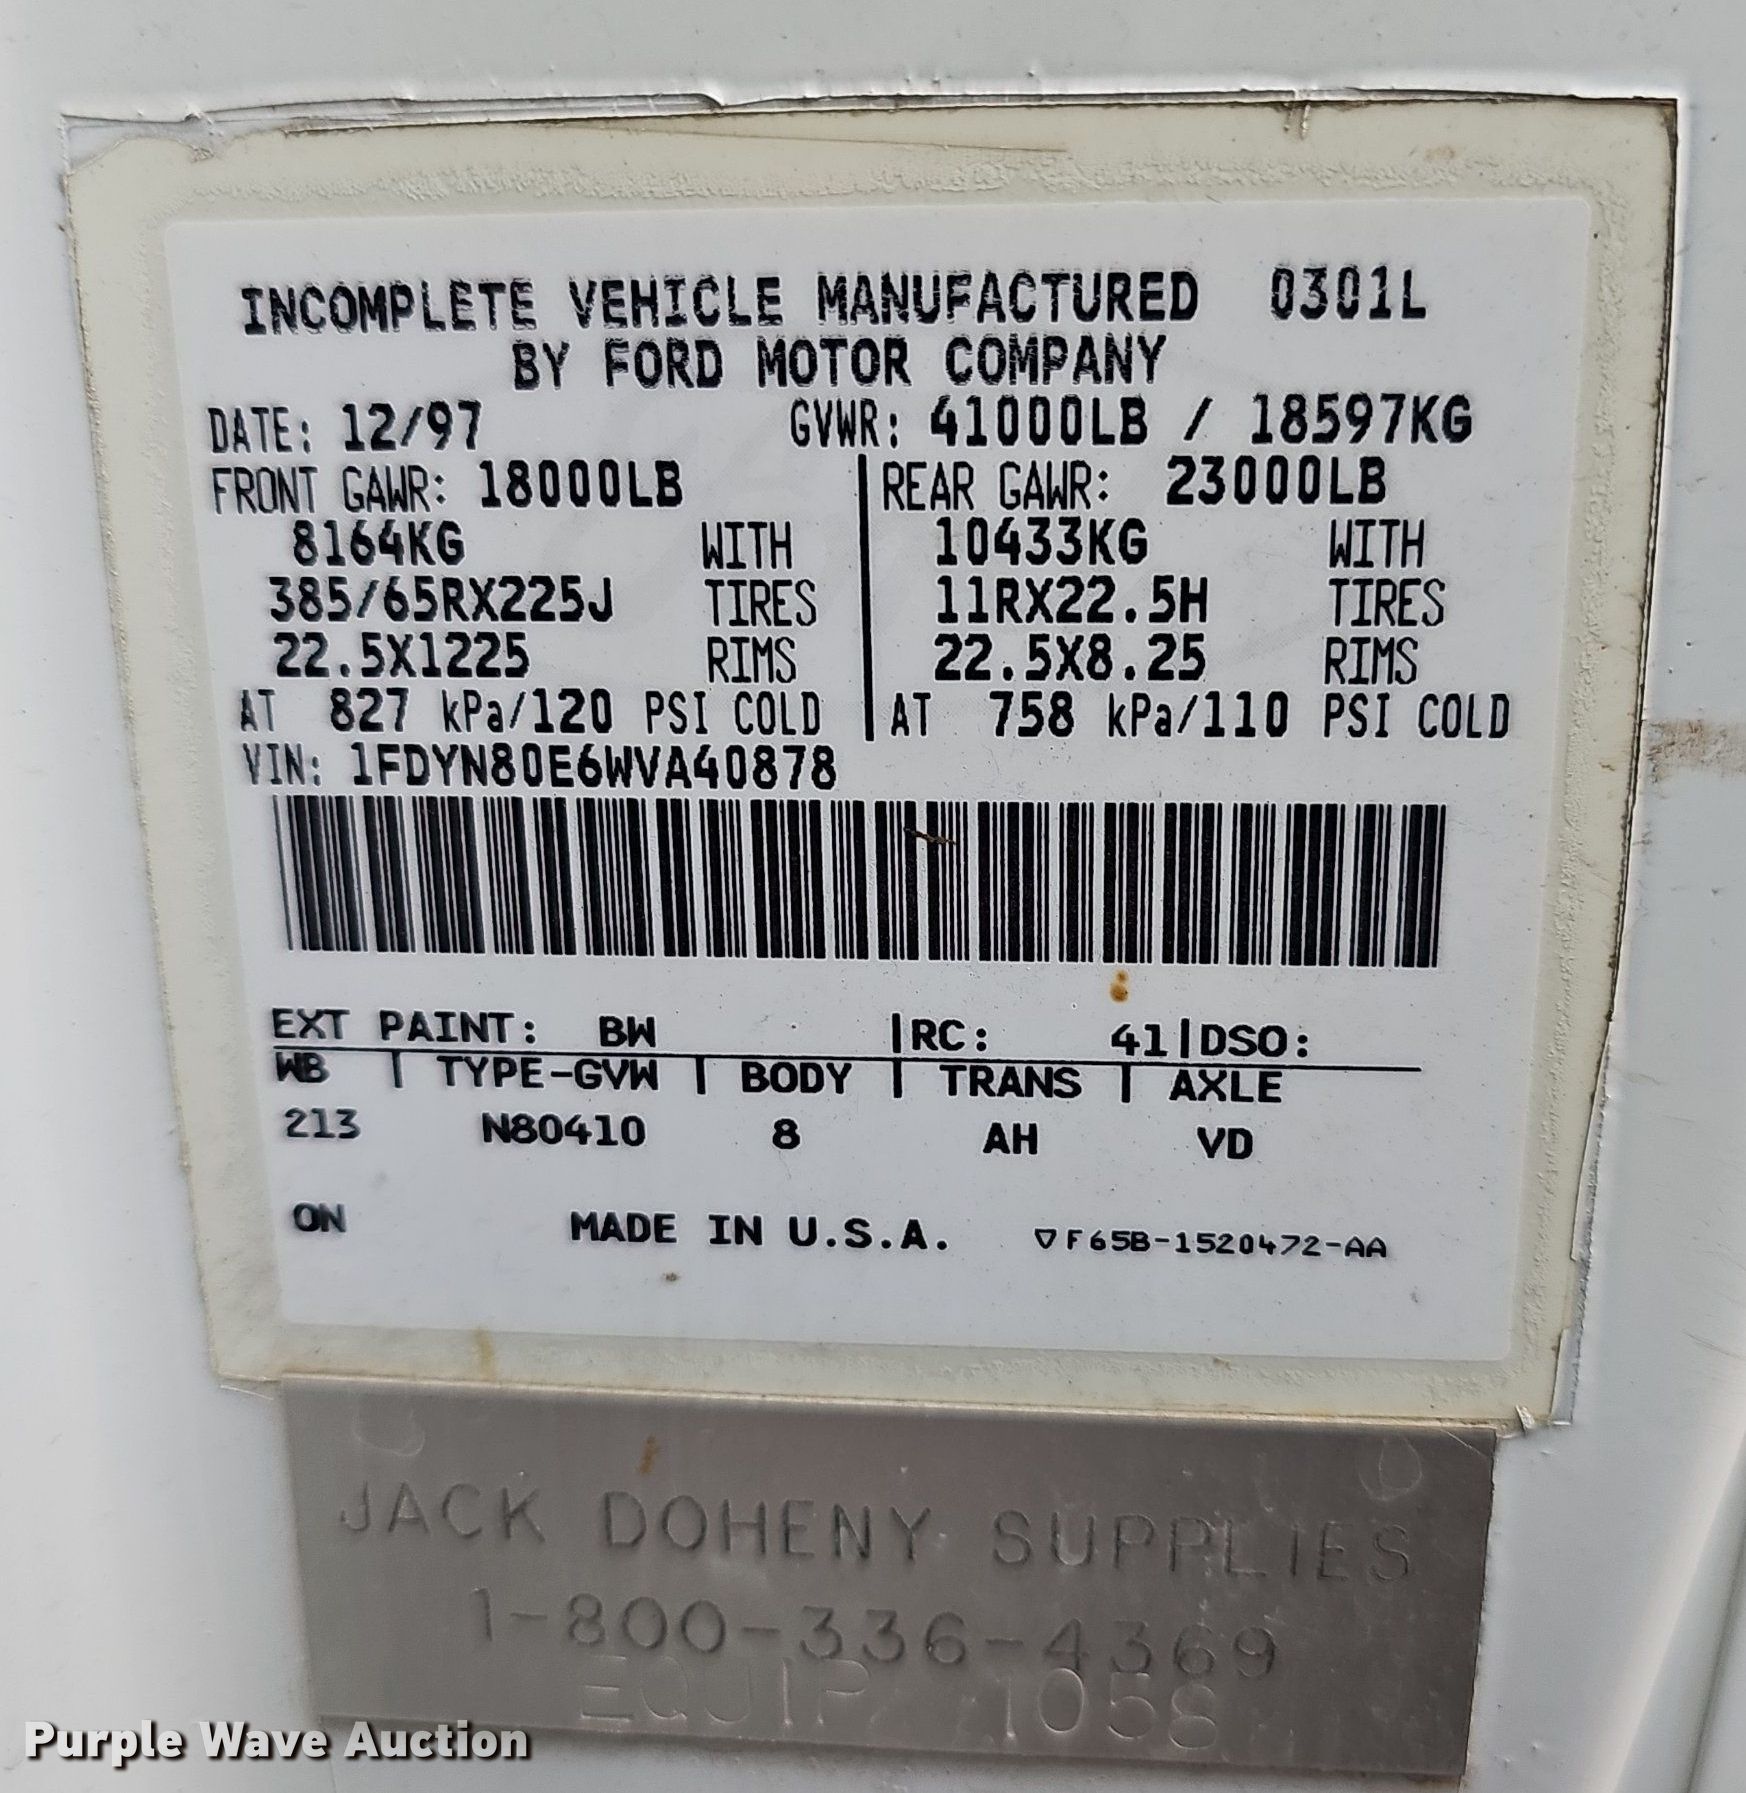 INCOMPLETE VEHICLE MANUFACTURED 0301L
BY FORD MOTOR COMPANY
DATE: 12/97 GVWR: 41000LB / 18597KG
FRONT GAWR: 18000LB REAR GAWR: 23000LB
8164KG WITH 10433KG WITH
385/65RX225J TIRES 11RX22.5H TIRES
22.5X1225 RIMS 22.5X8.25 RIMS
AT 827 kPa/120 PSI COLD AT 758 kPa/110 PSI COLD
VIN: 1FDYN80E6WVA40878
EXT PAINT: BW |RC: 41|DSO:
WB | TYPE-GVW | BODY | TRANS | AXLE
213 N80410 8 AH VD
ON MADE IN U.S.A. ▽F65B-1520472-AA
JACK DOHENY SUPPLIES
1-800-336-4369
EQUIP 1058
Purple Wave Auction